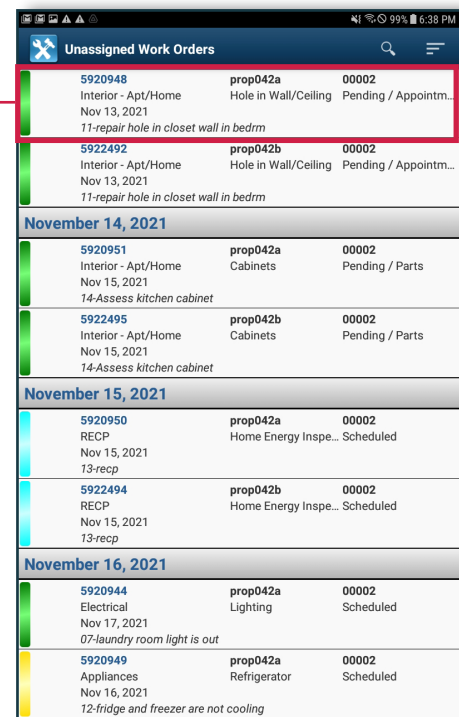 99% 6:38 PM
Unassigned Work Orders
5920948 prop042a 00002
Interior - Apt/Home Hole in Wall/Ceiling Pending / Appointm...
Nov 13, 2021
11-repair hole in closet wall in bedrm
5922492 prop042b 00002
Interior - Apt/Home Hole in Wall/Ceiling Pending / Appointm...
Nov 13, 2021
11-repair hole in closet wall in bedrm
November 14, 2021
5920951 prop042a 00002
Interior - Apt/Home Cabinets Pending / Parts
Nov 15, 2021
14-Assess kitchen cabinet
5922495 prop042b 00002
Interior - Apt/Home Cabinets Pending / Parts
Nov 15, 2021
14-Assess kitchen cabinet
November 15, 2021
5920950 prop042a 00002
RECP Home Energy Inspe... Scheduled
Nov 15, 2021
13-recp
5922494 prop042b 00002
RECP Home Energy Inspe... Scheduled
Nov 15, 2021
13-recp
November 16, 2021
5920944 prop042a 00002
Electrical Lighting Scheduled
Nov 17, 2021
07-laundry room light is out
5920949 prop042a 00002
Appliances Refrigerator Scheduled
Nov 16, 2021
12-fridge and freezer are not cooling